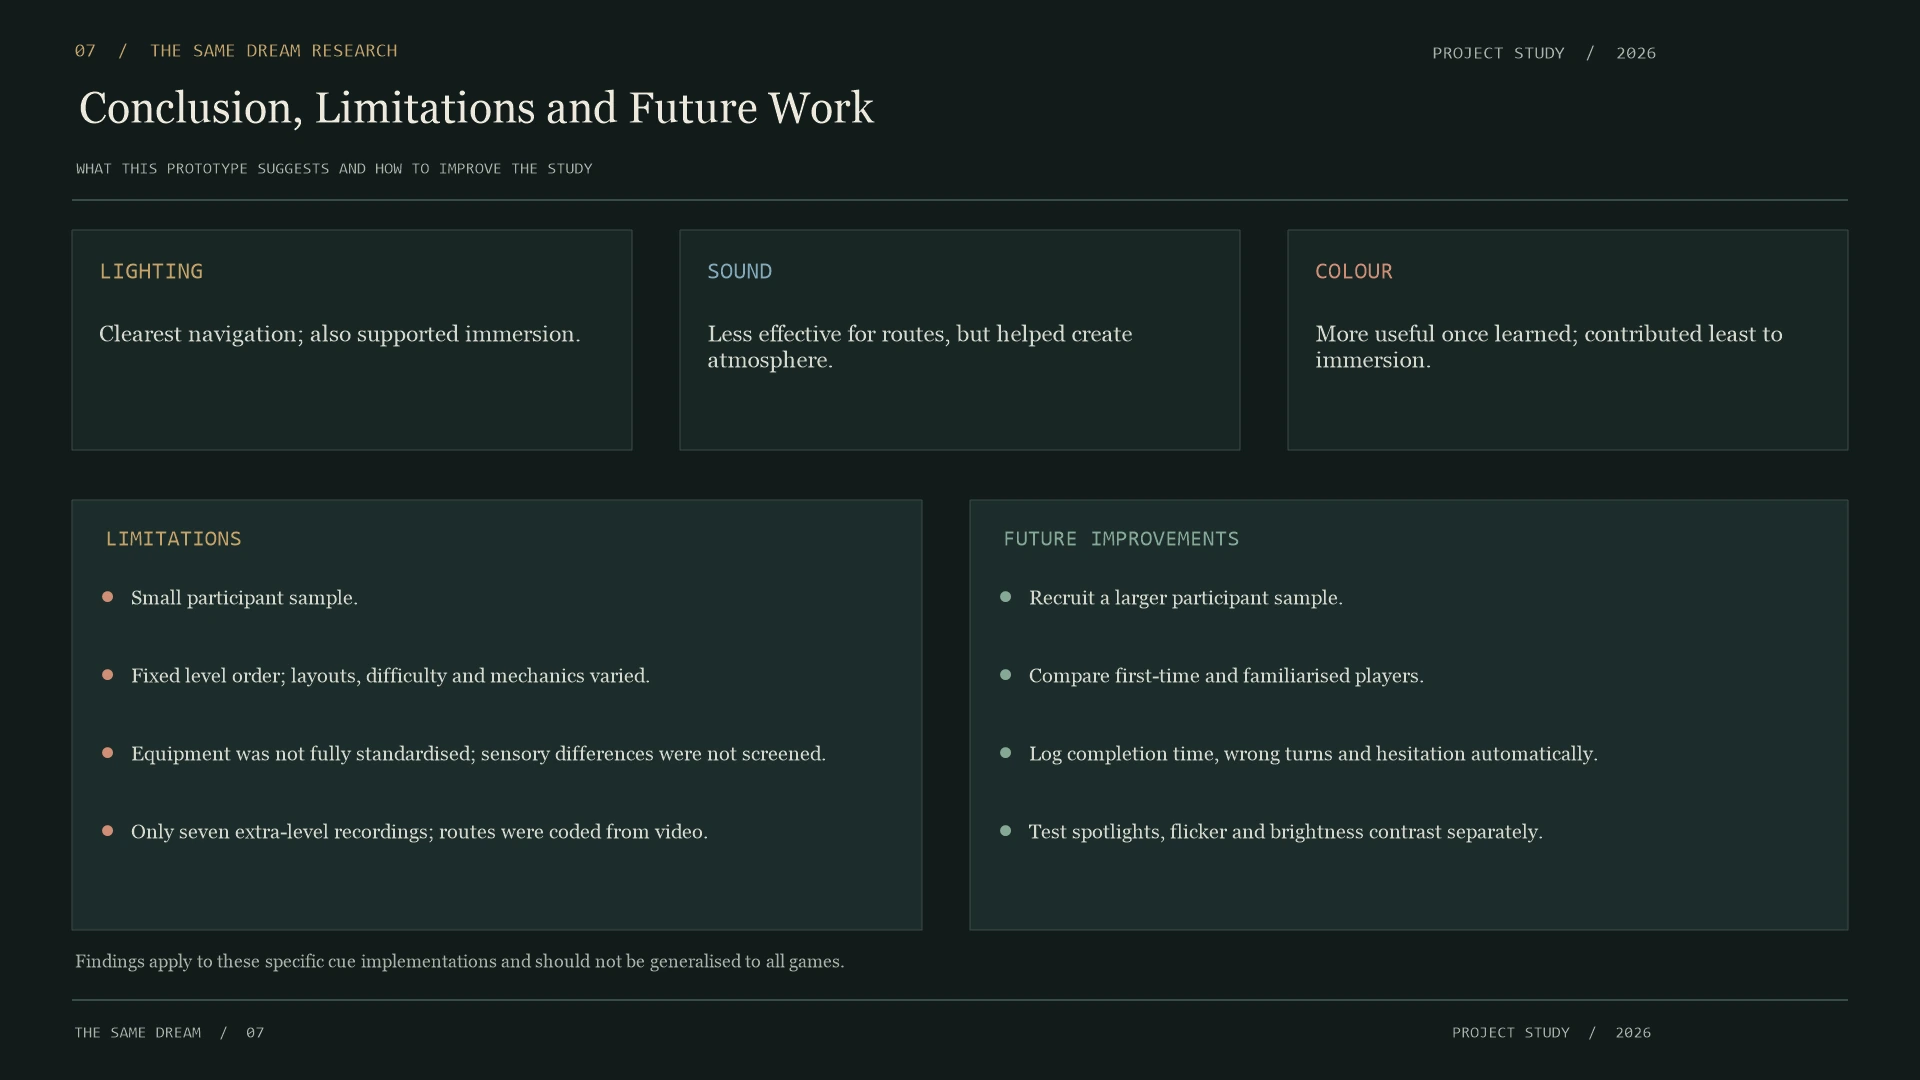 07 / THE SAME DREAM RESEARCH
PROJECT STUDY / 2026
Conclusion, Limitations and Future Work
WHAT THIS PROTOTYPE SUGGESTS AND HOW TO IMPROVE THE STUDY
LIGHTING
Clearest navigation; also supported immersion.
SOUND
Less effective for routes, but helped create
atmosphere.
COLOUR
More useful once learned; contributed least to
immersion.
LIMITATIONS
Small participant sample.
Fixed level order; layouts, difficulty and mechanics varied.
Equipment was not fully standardised; sensory differences were not screened.
Only seven extra-level recordings; routes were coded from video.
FUTURE IMPROVEMENTS
Recruit a larger participant sample.
Compare first-time and familiarised players.
Log completion time, wrong turns and hesitation automatically.
Test spotlights, flicker and brightness contrast separately.
Findings apply to these specific cue implementations and should not be generalised to all games.
THE SAME DREAM / 07
PROJECT STUDY / 2026